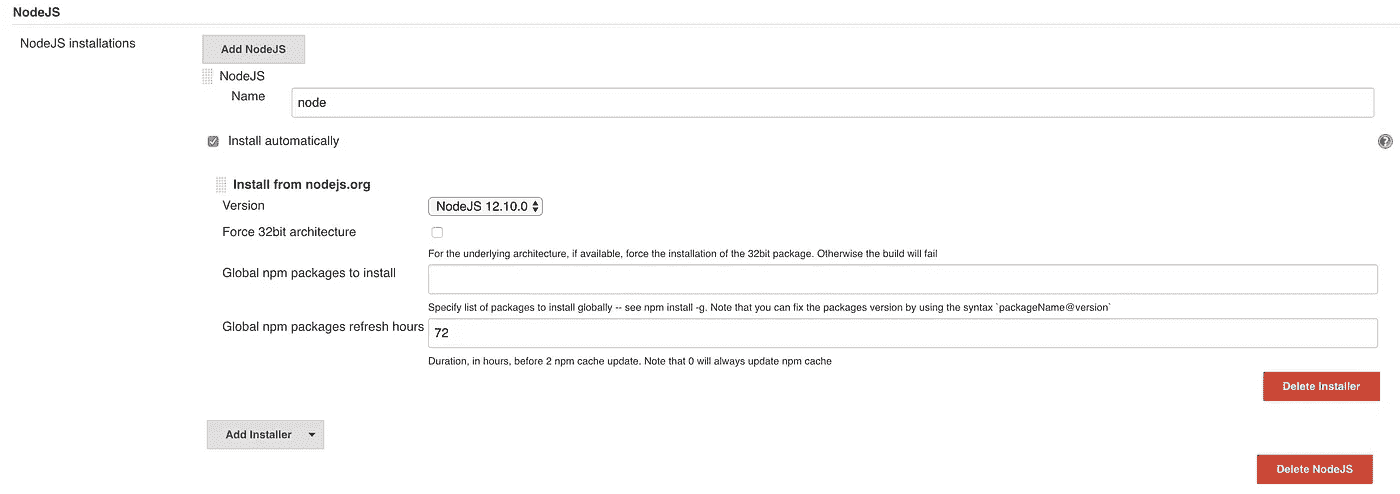 NodeJS
NodeJS installations
Add NodeJS
NodeJS
Name
node
Install automatically
?
Install from nodejs.org
Version
NodeJS 12.10.0
Force 32bit architecture
For the underlying architecture, if available, force the installation of the 32bit package. Otherwise the build will fail
Global npm packages to install
Specify list of packages to install globally -- see npm install -g. Note that you can fix the packages version by using the syntax `packageName@version`
Global npm packages refresh hours
72
Duration, in hours, before 2 npm cache update. Note that 0 will always update npm cache
Delete Installer
Add Installer
Delete NodeJS